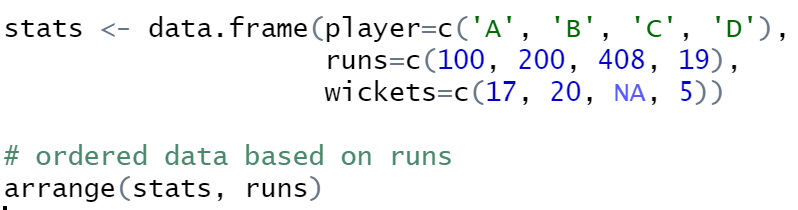 stats <- data.frame(player=c('A', 'B', 'C', 'D'),
                    runs=c(100, 200, 408, 19),
                    wickets=c(17, 20, NA, 5))

# ordered data based on runs
arrange(stats, runs)